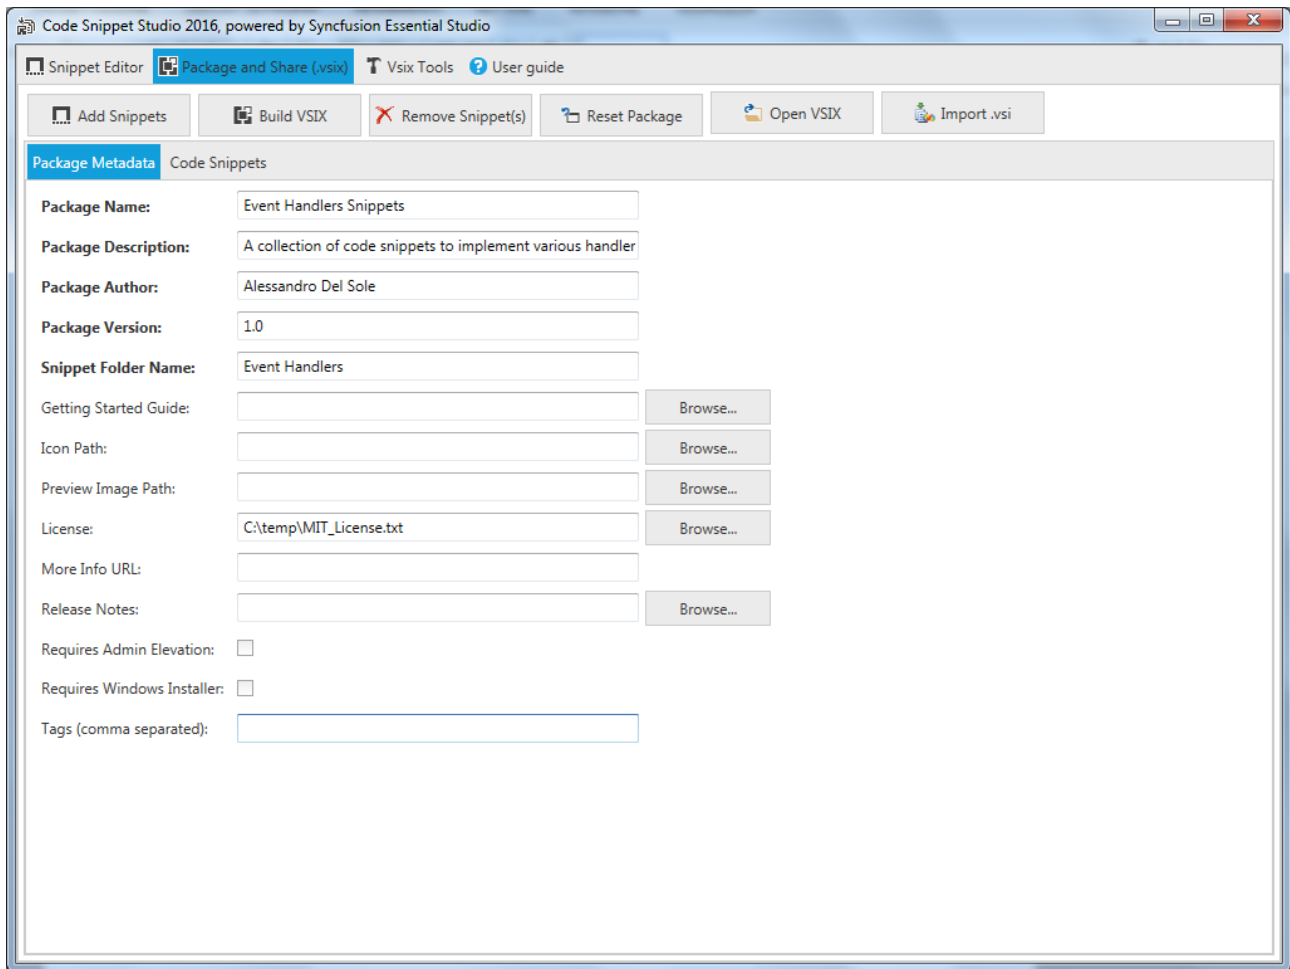 Code Snippet Studio 2016, powered by Syncfusion Essential Studio
Snippet Editor Package and Share (.vsix) Vsix Tools User guide
Add Snippets Build VSIX Remove Snippet(s) Reset Package Open VSIX Import .vsi
Package Metadata Code Snippets
Package Name: Event Handlers Snippets
Package Description: A collection of code snippets to implement various handler
Package Author: Alessandro Del Sole
Package Version: 1.0
Snippet Folder Name: Event Handlers
Getting Started Guide: Browse...
Icon Path: Browse...
Preview Image Path: Browse...
License: C:\temp\MIT_License.txt Browse...
More Info URL:
Release Notes: Browse...
Requires Admin Elevation:
Requires Windows Installer:
Tags (comma separated):